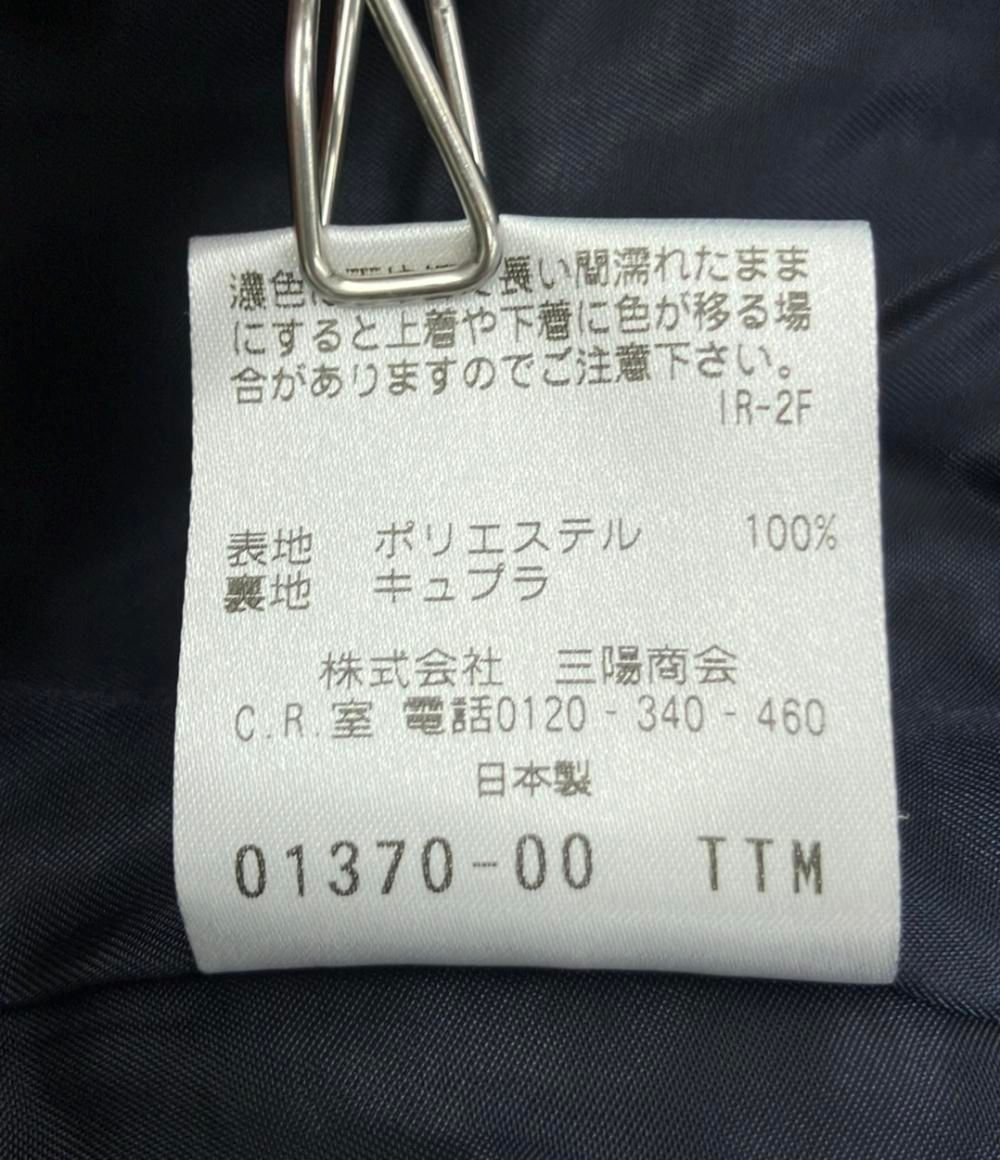 濃色は 長い間濡れたまま
にすると上着や下着に色が移る場
合がありますのでご注意下さい。
IR-2F
表地 ポリエステル 100%
裏地 キュプラ
株式会社 三陽商会
C.R.室 電話0120-340-460
日本製
01370-00 TTM